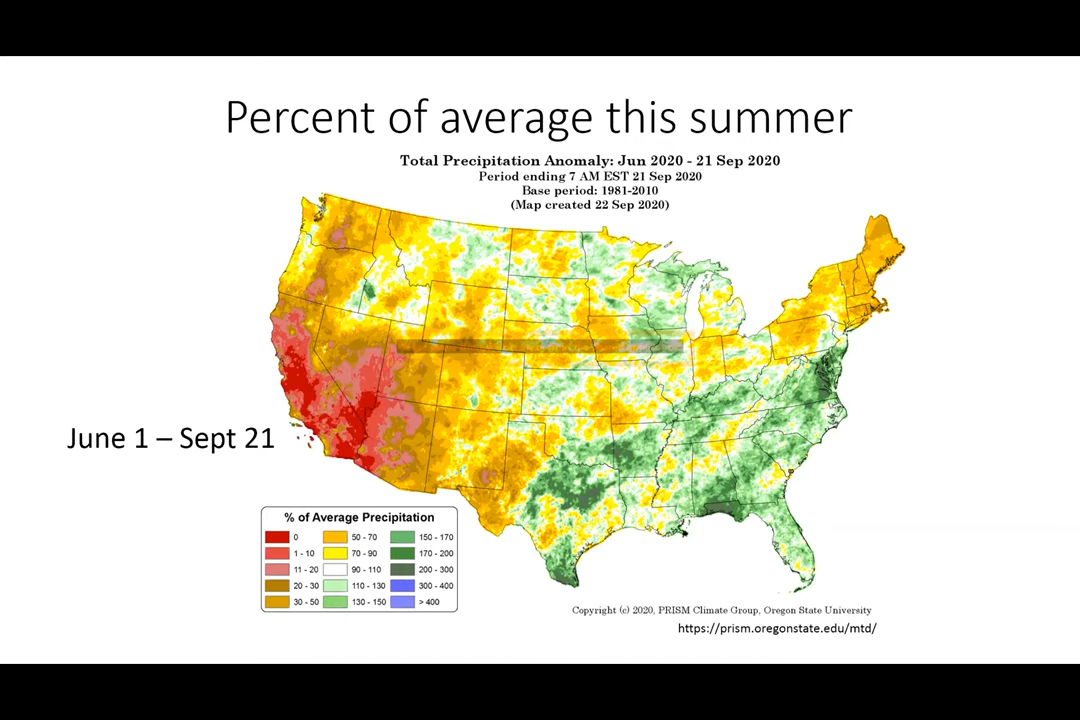 Percent of average this summer
Total Precipitation Anomaly: Jun 2020 - 21 Sep 2020
Period ending 7 AM EST 21 Sep 2020
Base period: 1981-2010
(Map created 22 Sep 2020)
June 1 – Sept 21
% of Average Precipitation
0 50 - 70 150 - 170
1 - 10 70 - 90 170 - 200
11 - 20 90 - 110 200 - 300
20 - 30 110 - 130 300 - 400
30 - 50 130 - 150 > 400
Copyright (c) 2020, PRISM Climate Group, Oregon State University
https://prism.oregonstate.edu/mtd/